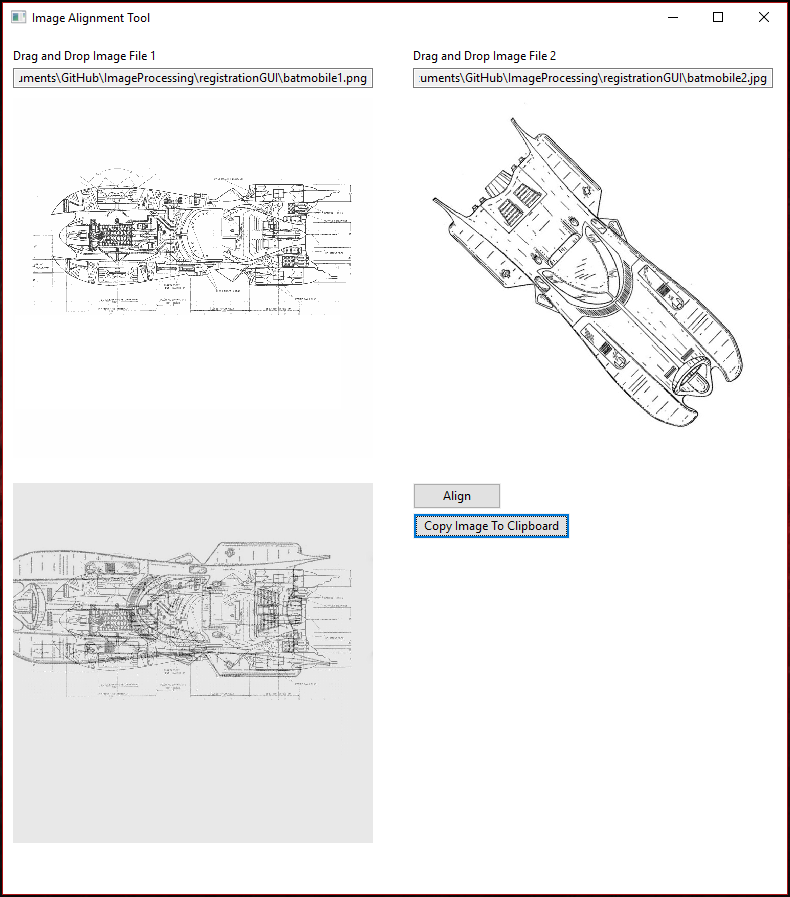 Image Alignment Tool
Drag and Drop Image File 1
Drag and Drop Image File 2
uments\GitHub\ImageProcessing\registrationGUI\batmobile1.png
uments\GitHub\ImageProcessing\registrationGUI\batmobile2.jpg
Align
Copy Image To Clipboard